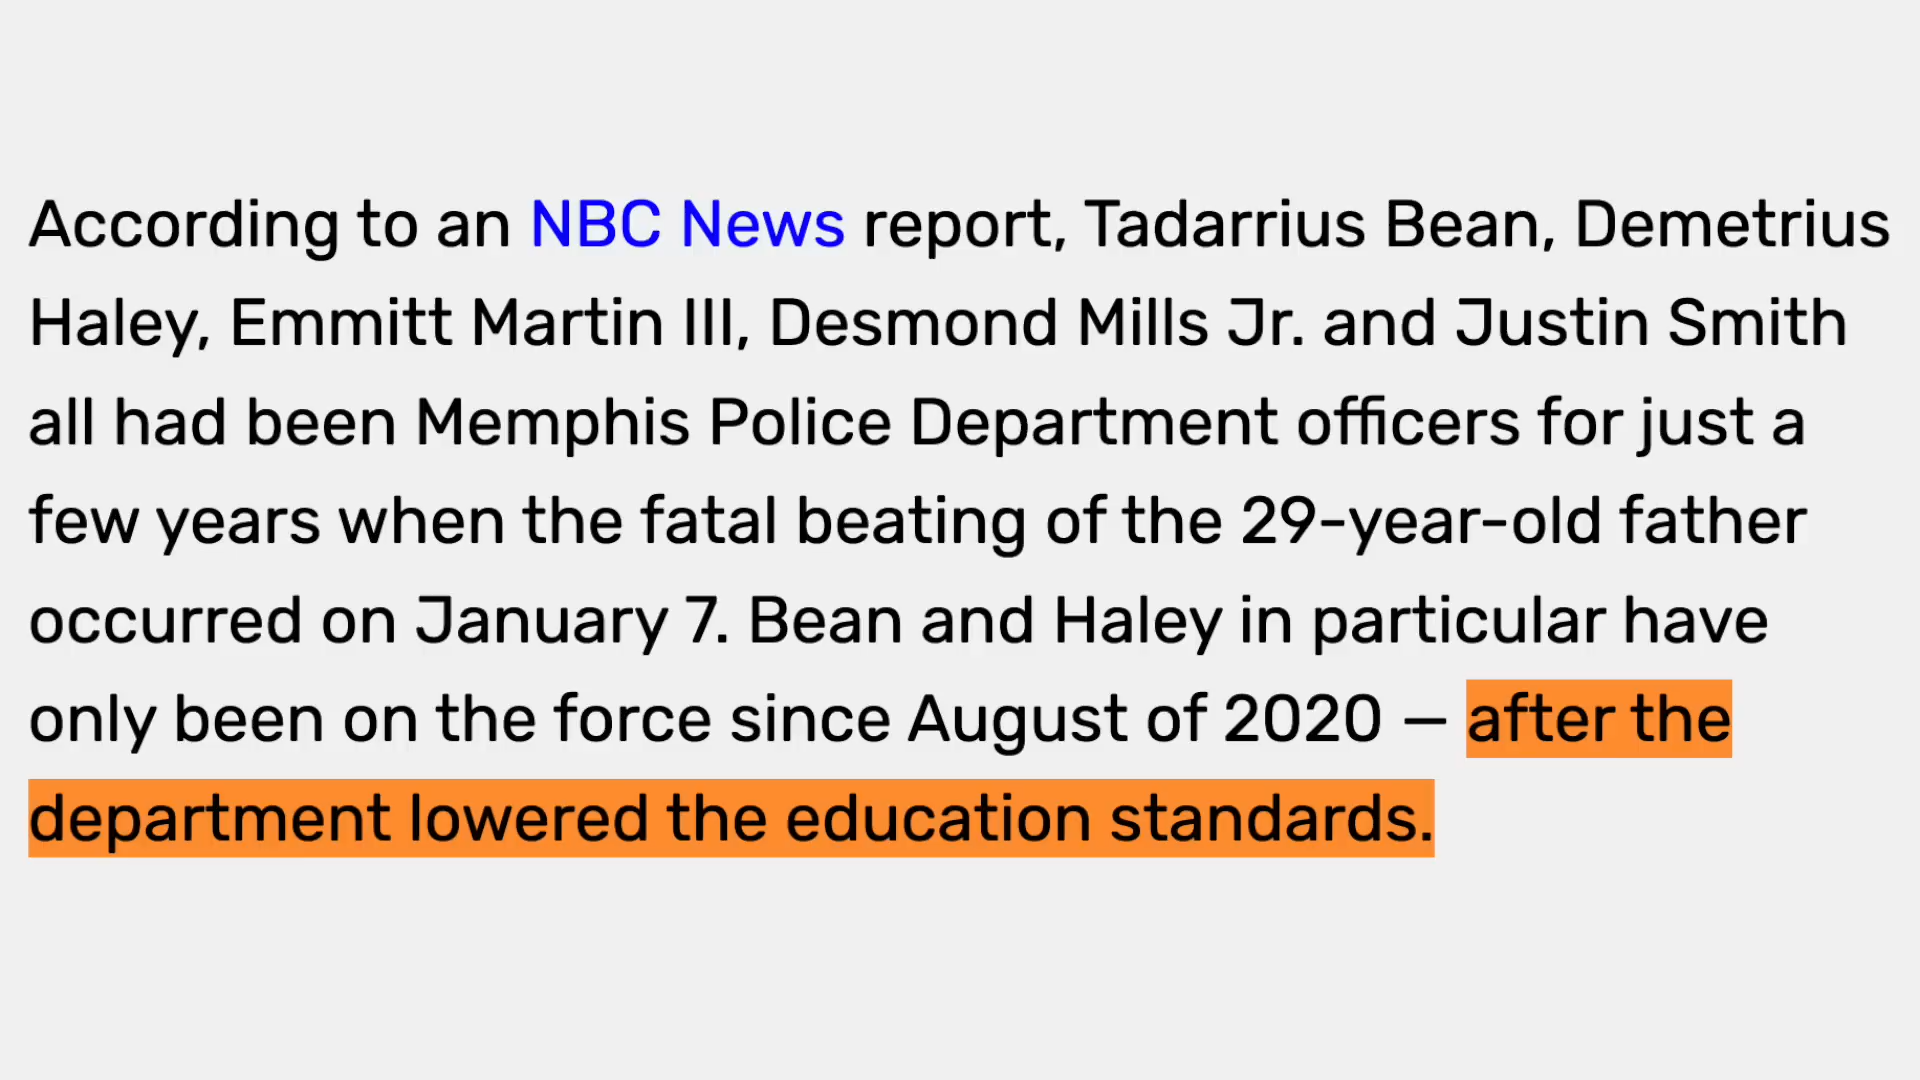 According to an NBC News report, Tadarrius Bean, Demetrius
Haley, Emmitt Martin III, Desmond Mills Jr. and Justin Smith
all had been Memphis Police Department officers for just a
few years when the fatal beating of the 29-year-old father
occurred on January 7. Bean and Haley in particular have
only been on the force since August of 2020 — after the
department lowered the education standards.